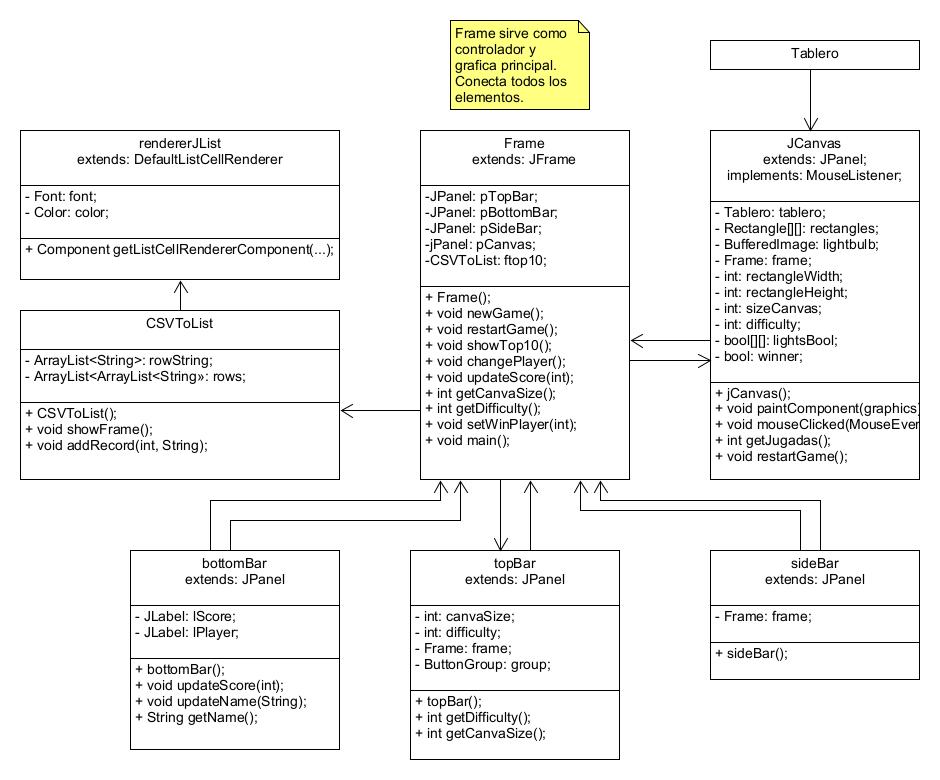 Frame sirve como
controlador y
grafica principal.
Conecta todos los
elementos.
Tablero
rendererJList
extends: DefaultListCellRenderer
- Font: font;
- Color: color;
+ Component getListCellRendererComponent(...);
Frame
extends: JFrame
-JPanel: pTopBar;
-JPanel: pBottomBar;
-JPanel: pSideBar;
-jPanel: pCanvas;
-CSVToList: ftop10;
+ Frame();
+ void newGame();
+ void restartGame();
+ void showTop10();
+ void changePlayer();
+ void updateScore(int);
+ int getCanvaSize();
+ int getDifficulty();
+ void setWinPlayer(int);
+ void main();
JCanvas
extends: JPanel;
implements: MouseListener;
- Tablero: tablero;
- Rectangle[][]: rectangles;
- BufferedImage: lightbulb;
- Frame: frame;
- int: rectangleWidth;
- int: rectangleHeight;
- int: sizeCanvas;
- int: difficulty;
- bool[][]: lightsBool;
- bool: winner;
+ jCanvas();
+ void paintComponent(graphics)
+ void mouseClicked(MouseEver
+ int getJugadas();
+ void restartGame();
CSVToList
- ArrayList<String>: rowString;
- ArrayList<ArrayList<String»: rows;
+ CSVToList();
+ void showFrame();
+ void addRecord(int, String);
bottomBar
extends: JPanel
- JLabel: lScore;
- JLabel: lPlayer;
+ bottomBar();
+ void updateScore(int);
+ void updateName(String);
+ String getName();
topBar
extends: JPanel
- int: canvaSize;
- int: difficulty;
- Frame: frame;
- ButtonGroup: group;
+ topBar();
+ int getDifficulty();
+ int getCanvaSize();
sideBar
extends: JPanel
- Frame: frame;
+ sideBar();